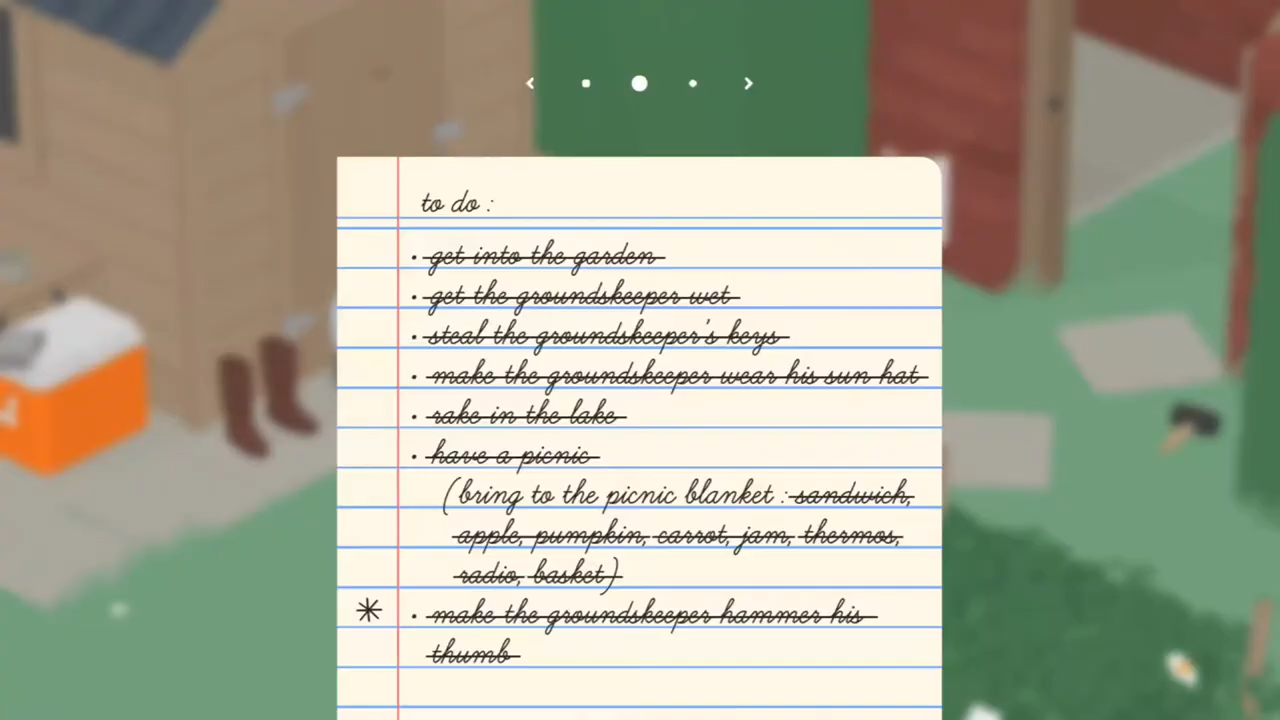 to do :
· get into the garden
· get the groundskeeper wet
· steal the groundskeeper's keys
· make the groundskeeper wear his sun hat
· rake in the lake
· have a picnic
(bring to the picnic blanket : sandwich,
apple, pumpkin, carrot, jam, thermos,
radio, basket)
· make the groundskeeper hammer his
thumb